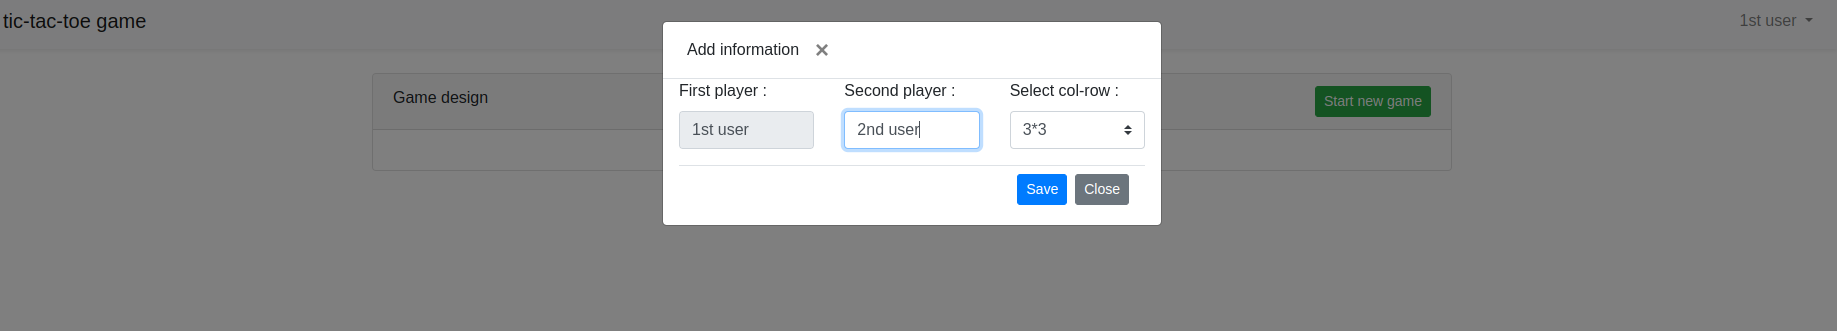 tic-tac-toe game
1st user
Add information ×
Game design
Start new game
First player : Second player : Select col-row :
1st user 2nd user 3*3
Save Close